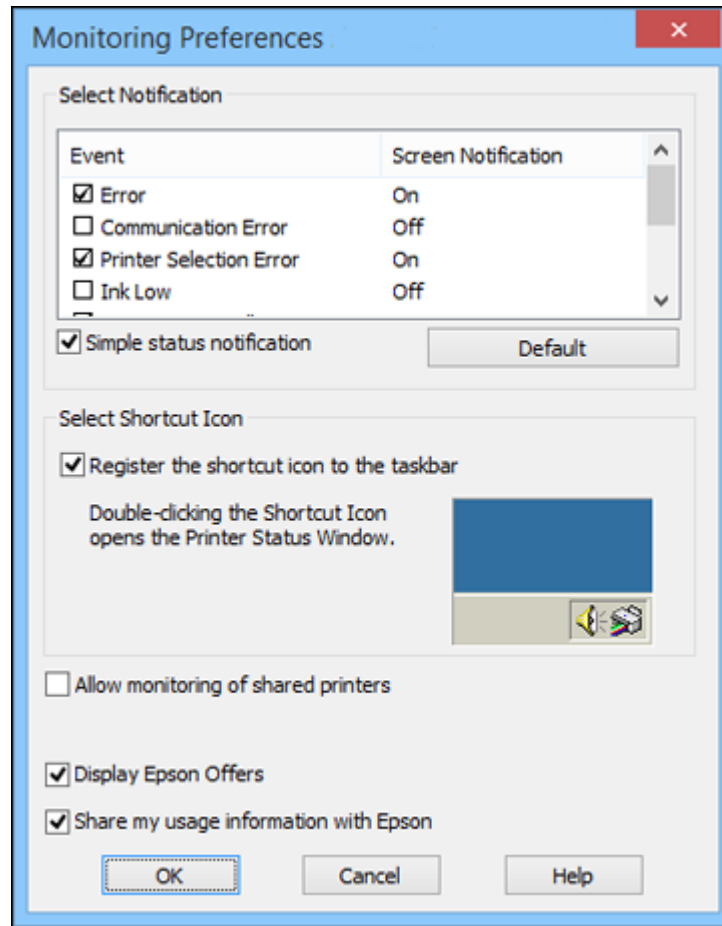 Monitoring Preferences
Select Notification
Event Screen Notification
Error On
Communication Error Off
Printer Selection Error On
Ink Low Off
Simple status notification Default
Select Shortcut Icon
Register the shortcut icon to the taskbar
Double-clicking the Shortcut Icon
opens the Printer Status Window.
Allow monitoring of shared printers
Display Epson Offers
Share my usage information with Epson
OK Cancel Help